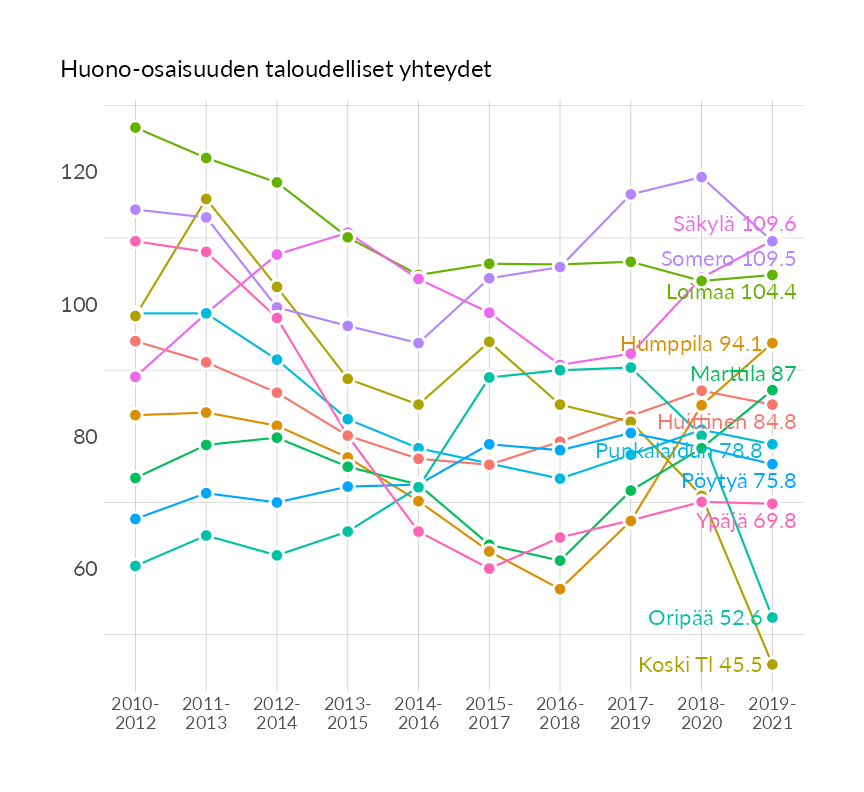 Huono-osaisuuden taloudelliset yhteydet
120
100
80
60
Säkylä 109.6
Somero 109.5
Loimaa 104.4
Humppila 94.1
Marttila 87
Huittinen 84.8
Punkalaidun 78.8
Pöytyä 75.8
Ypäjä 69.8
Oripää 52.6
Koski Tl 45.5
2010- 2011- 2012- 2013- 2014- 2015- 2016- 2017- 2018- 2019-
2012 2013 2014 2015 2016 2017 2018 2019 2020 2021